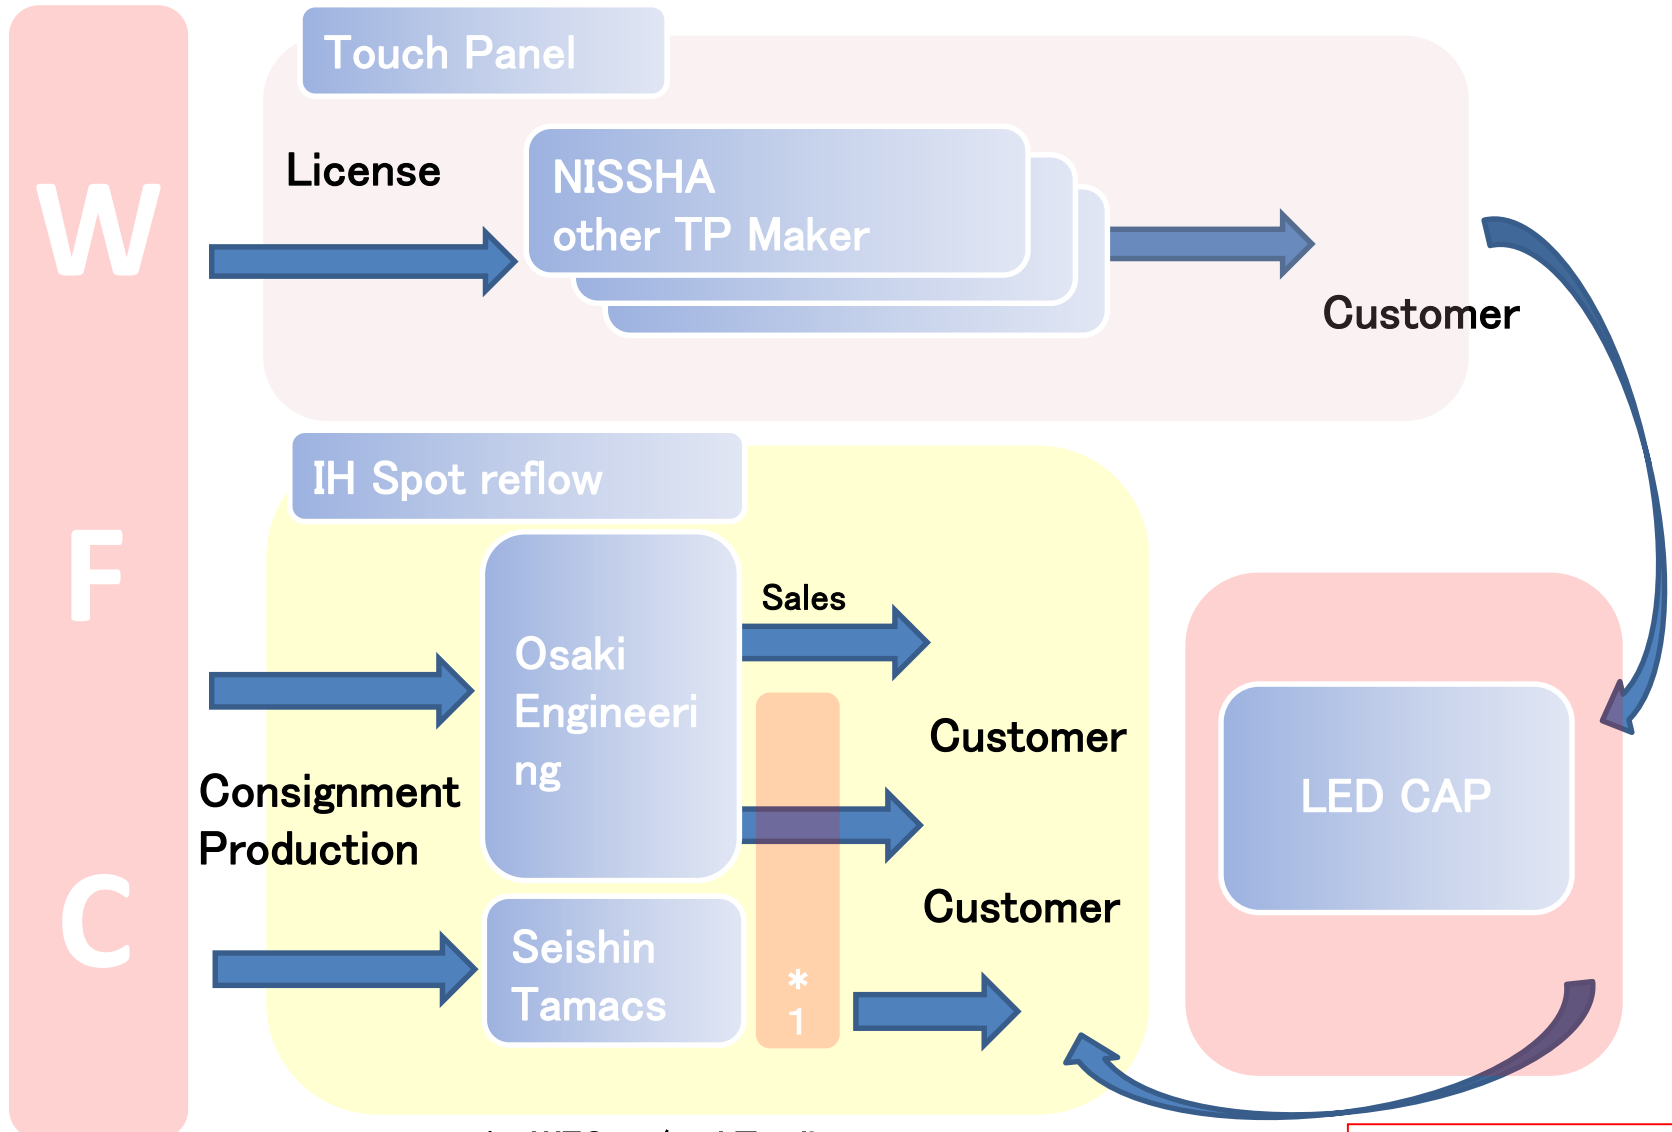 Touch Panel
License
NISSHA
other TP Maker
Customer
W
F
C
IH Spot reflow
Sales
Osaki
Engineeri
ng
Customer
Consignment
Production
LED CAP
Customer
Seishin
Tamacs
*
1